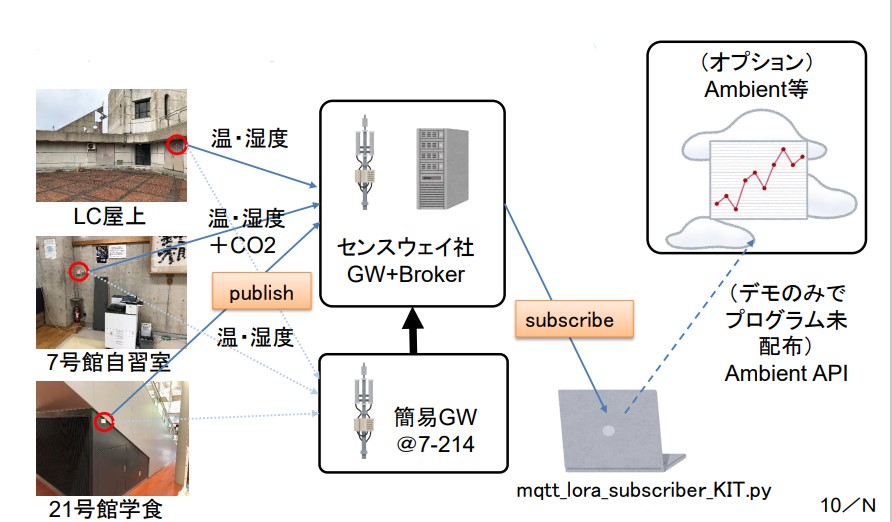 (オプション)
Ambient等
温・湿度
LC屋上
温・湿度
+CO2
センスウェイ社
GW+Broker
publish
subscribe
(デモのみで
プログラム未
配布)
Ambient API
温・湿度
7号館自習室
簡易GW
@7-214
mqtt_lora_subscriber_KIT.py
21号館学食
10/N